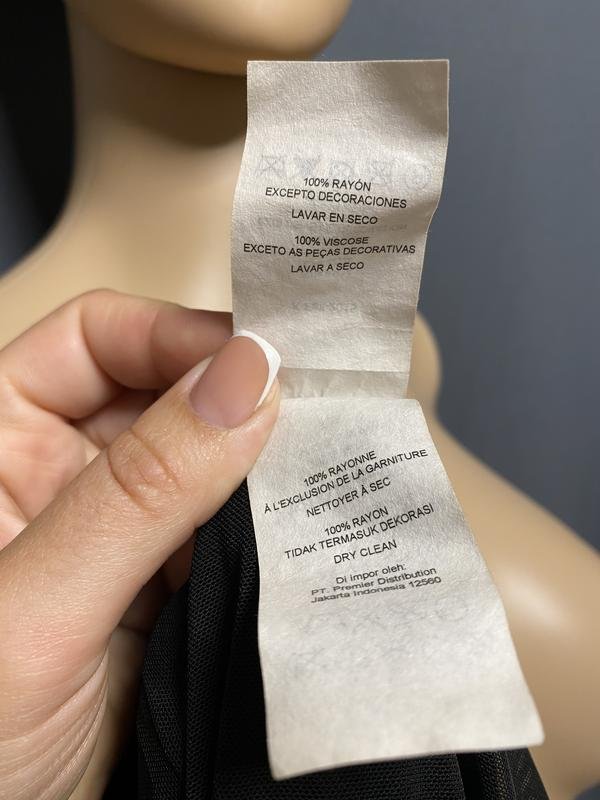 100% RAYÓN
EXCEPTO DECORACIONES
LAVAR EN SECO
100% VISCOSE
EXCETO AS PEÇAS DECORATIVAS
LAVAR A SECO
100% RAYONNE
À L'EXCLUSION DE LA GARNITURE
NETTOYER À SEC
100% RAYON
TIDAK TERMASUK DEKORASI
DRY CLEAN
Di impor oleh:
PT. Premier Distribution
Jakarta Indonesia 12560